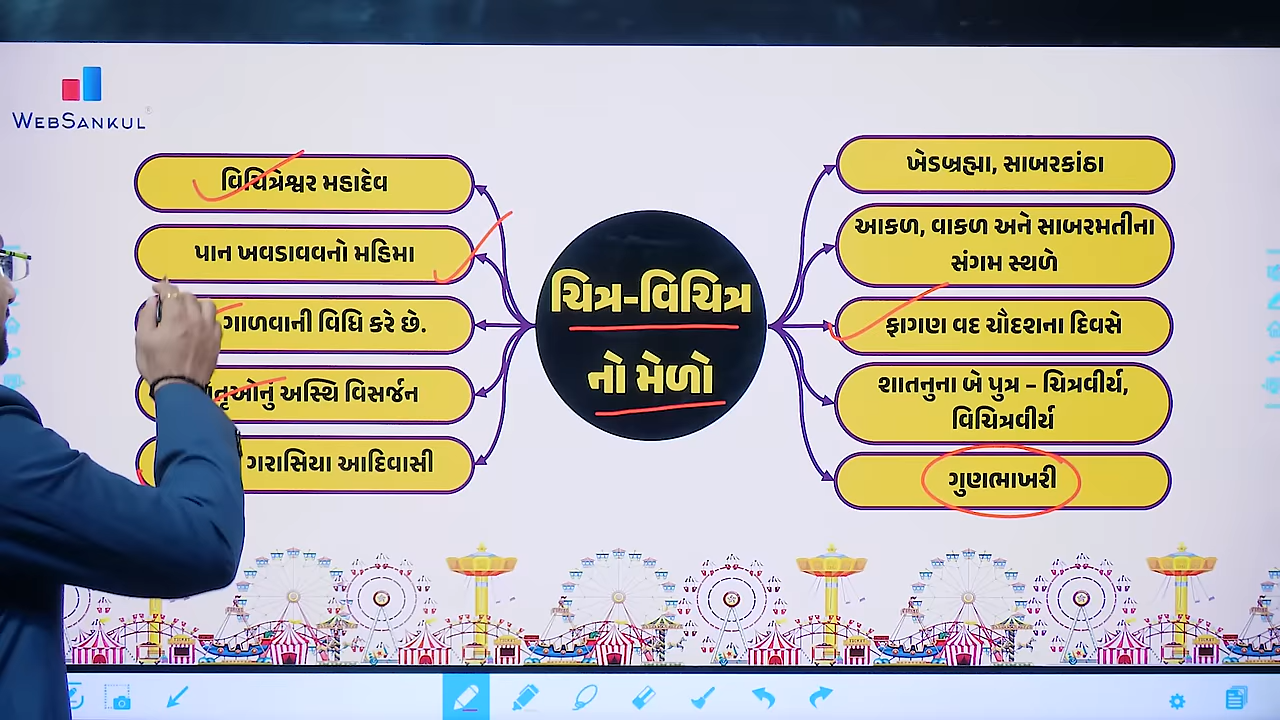 WEBSANKUL
વિચિત્રેશ્વર મહાદેવ
પાન ખવડાવવનો મહિમા
ગાળવાની વિધિ કરે છે.
અસ્થિ વિસર્જન
ગરાસિયા આદિવાસી
ચિત્ર-વિચિત્ર
નો મેળો
ખેડબ્રહ્મા, સાબરકાંઠા
આકળ, વાકળ અને સાબરમતીના
સંગમ સ્થળે
ફાગણ વદ ચૌદશના દિવસે
શાતનુના બે પુત્ર – ચિત્રવીર્ય,
વિચિત્રવીર્ય
ગુણભાખરી